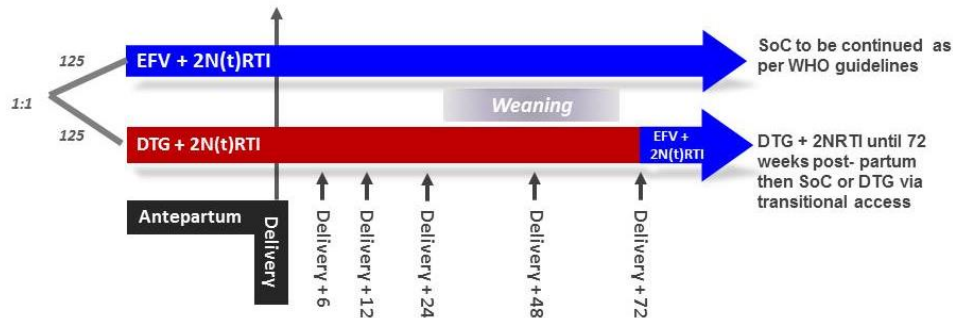 125
EFV + 2N(t)RTI
SoC to be continued as
per WHO guidelines
1:1
Weaning
125
DTG + 2N(t)RTI
EFV +
2N(t)RTI
DTG + 2NRTI until 72
weeks post- partum
then SoC or DTG via
transitional access
Antepartum
Delivery
Delivery + 6
Delivery + 12
Delivery + 24
Delivery +48
Delivery + 72